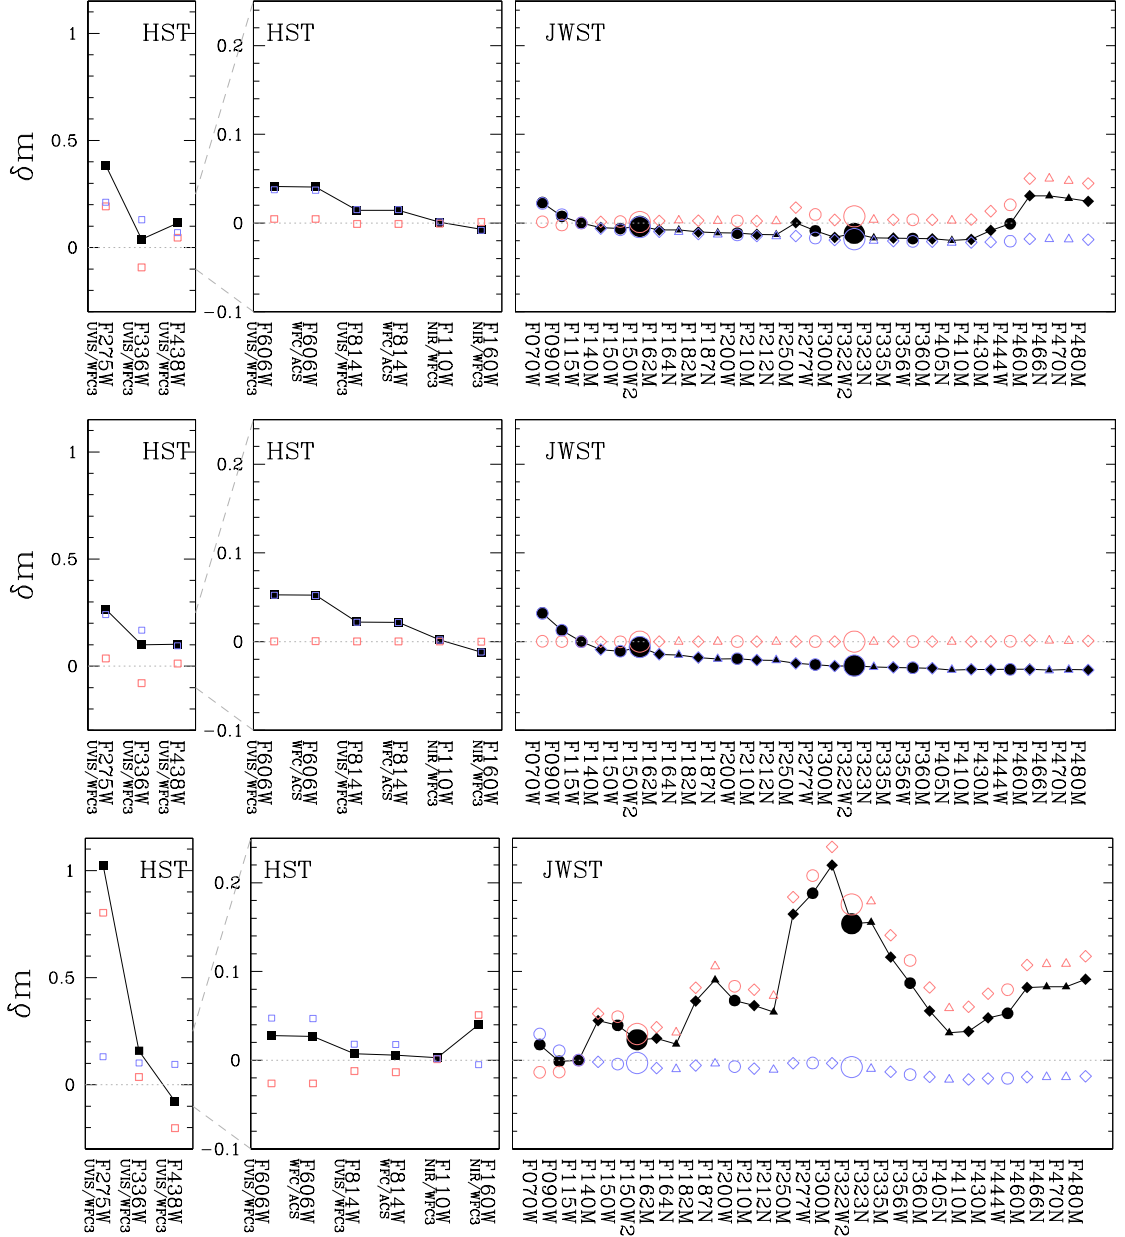 HST
HST
JWST
1
0.5
0
δm
0.2
0.1
0
−0.1
F275W
UVIS/WFC3
F336W
UVIS/WFC3
F438W
UVIS/WFC3
F606W
UVIS/WFC3
F606W
WFC/ACS
F814W
UVIS/WFC3
F814W
WFC/ACS
F110W
NIR/WFC3
F160W
NIR/WFC3
F070W
F090W
F115W
F140M
F150W
F150W2
F162M
F164N
F182M
F187N
F200W
F210M
F212N
F250M
F277W
F300M
F322W2
F323N
F335M
F356W
F360M
F405N
F410M
F430M
F444W
F460M
F466N
F470N
F480M
HST
HST
JWST
1
0.5
0
δm
0.2
0.1
0
−0.1
F275W
UVIS/WFC3
F336W
UVIS/WFC3
F438W
UVIS/WFC3
F606W
UVIS/WFC3
F606W
WFC/ACS
F814W
UVIS/WFC3
F814W
WFC/ACS
F110W
NIR/WFC3
F160W
NIR/WFC3
F070W
F090W
F115W
F140M
F150W
F150W2
F162M
F164N
F182M
F187N
F200W
F210M
F212N
F250M
F277W
F300M
F322W2
F323N
F335M
F356W
F360M
F405N
F410M
F430M
F444W
F460M
F466N
F470N
F480M
HST
HST
JWST
1
0.5
0
δm
0.2
0.1
0
−0.1
F275W
UVIS/WFC3
F336W
UVIS/WFC3
F438W
UVIS/WFC3
F606W
UVIS/WFC3
F606W
WFC/ACS
F814W
UVIS/WFC3
F814W
WFC/ACS
F110W
NIR/WFC3
F160W
NIR/WFC3
F070W
F090W
F115W
F140M
F150W
F150W2
F162M
F164N
F182M
F187N
F200W
F210M
F212N
F250M
F277W
F300M
F322W2
F323N
F335M
F356W
F360M
F405N
F410M
F430M
F444W
F460M
F466N
F470N
F480M